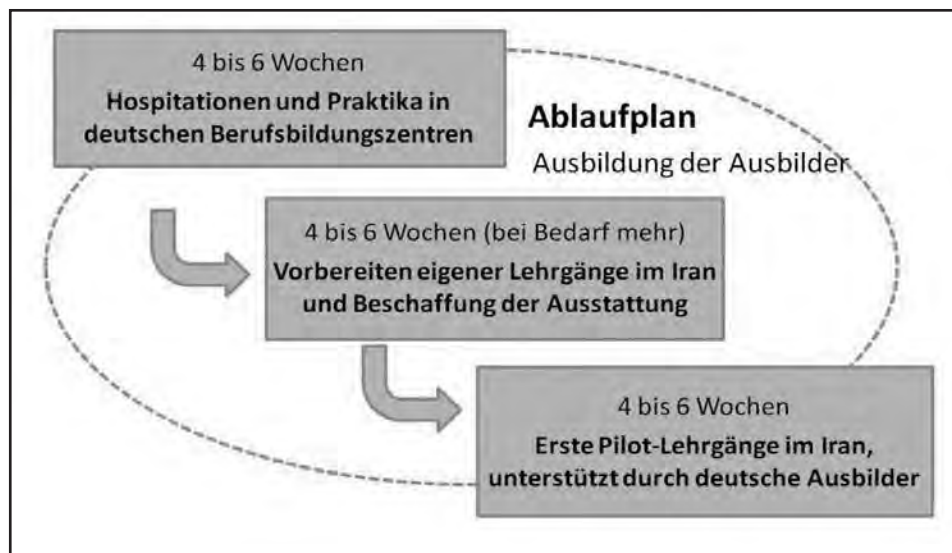 4 bis 6 Wochen
Hospitationen und Praktika in
deutschen Berufsbildungszentren
Ablaufplan
Ausbildung der Ausbilder
4 bis 6 Wochen (bei Bedarf mehr)
Vorbereiten eigener Lehrgänge im Iran
und Beschaffung der Ausstattung
4 bis 6 Wochen
Erste Pilot-Lehrgänge im Iran,
unterstützt durch deutsche Ausbilder